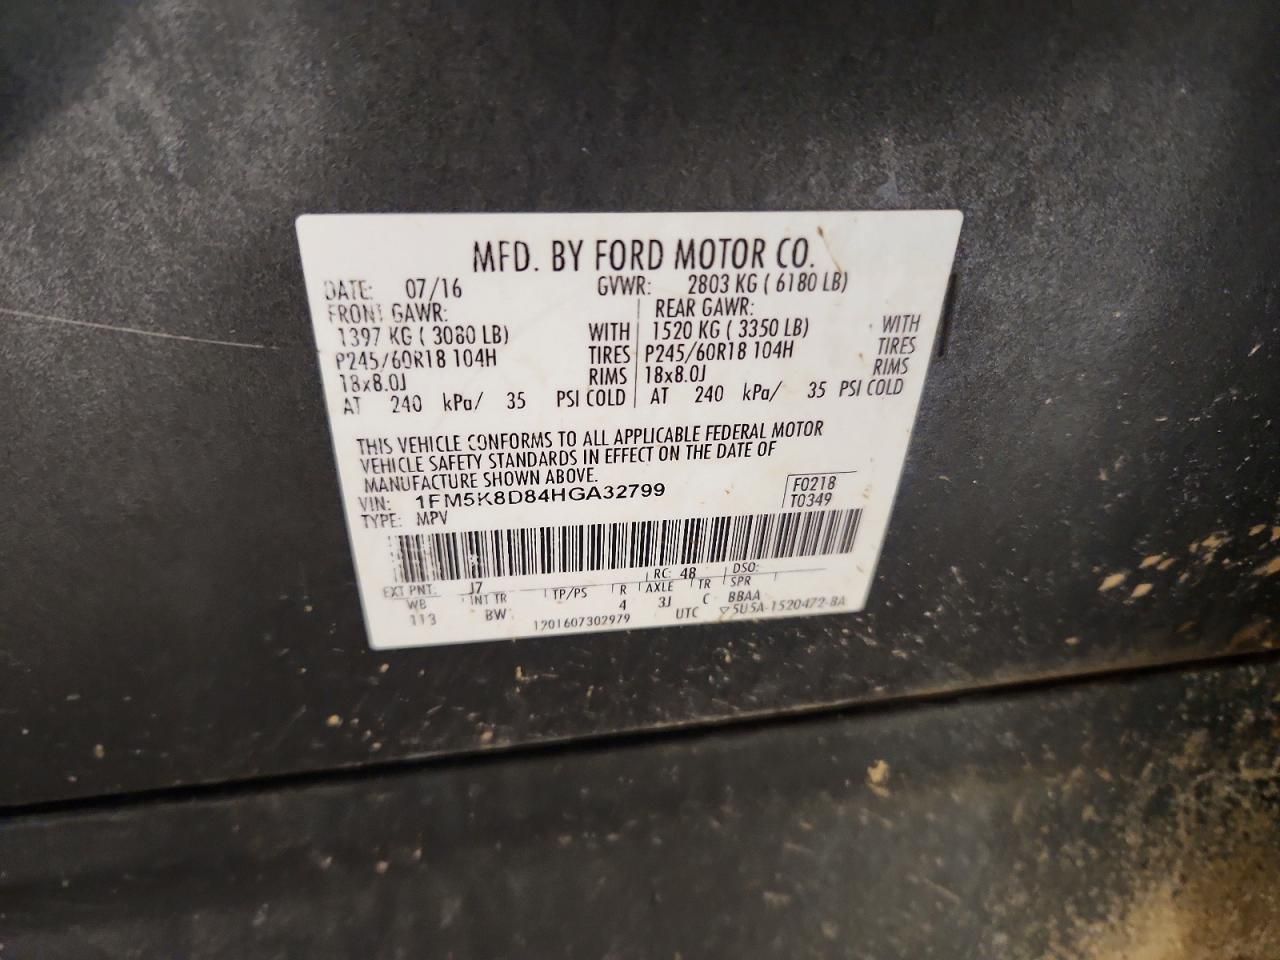 MFD. BY FORD MOTOR CO.
DATE: 07/16 GVWR: 2803 KG ( 6180 LB)
FRONT GAWR: REAR GAWR:
1397 KG ( 3080 LB) WITH 1520 KG ( 3350 LB) WITH
P245/60R18 104H TIRES P245/60R18 104H TIRES
18x8.0J RIMS 18x8.0J RIMS
AT 240 kPa/ 35 PSI COLD AT 240 kPa/ 35 PSI COLD
THIS VEHICLE CONFORMS TO ALL APPLICABLE FEDERAL MOTOR
VEHICLE SAFETY STANDARDS IN EFFECT ON THE DATE OF
MANUFACTURE SHOWN ABOVE.
VIN: 1FM5K8D84HGA32799 F0218
TYPE: MPV T0349
EXT PNT: J7 RC: 48 DSO:
WB INT TR TP/PS R AXLE TR SPR
113 BW 4 3J C BBAA
1201607302979 UTC ▽5U5A-1520472-BA